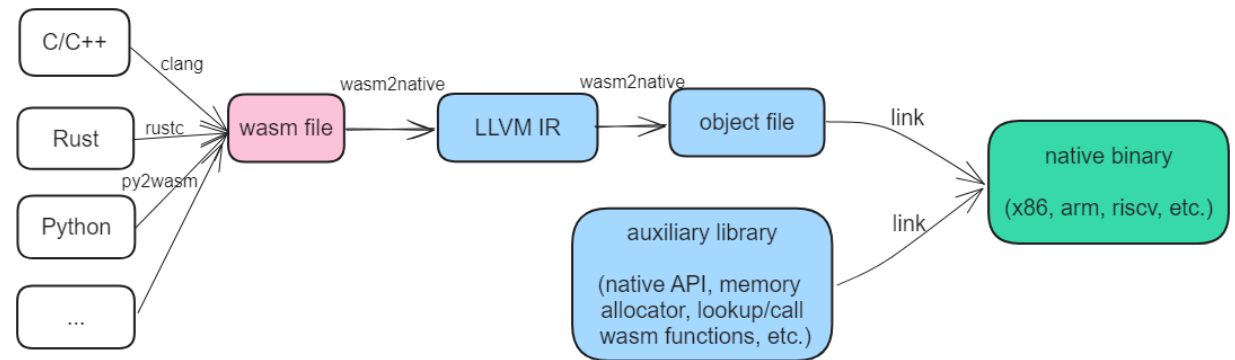 C/C++
clang
Rust
rustc
Python
py2wasm
...
wasm file
wasm2native
LLVM IR
wasm2native
object file
link
auxiliary library
(native API, memory
allocator, lookup/call
wasm functions, etc.)
link
native binary
(x86, arm, riscv, etc.)